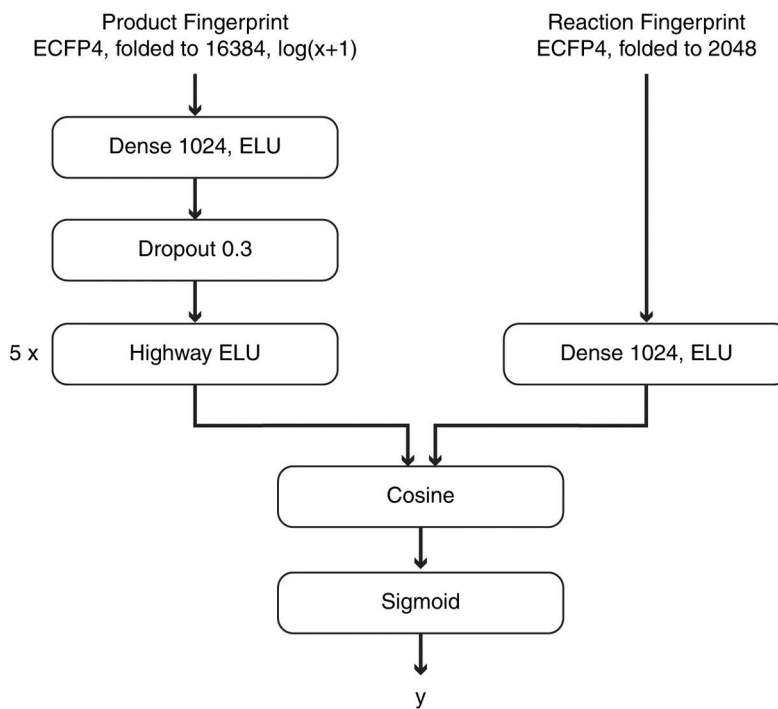 Product Fingerprint
ECFP4, folded to 16384, log(x+1)
Reaction Fingerprint
ECFP4, folded to 2048
Dense 1024, ELU
Dropout 0.3
5 x
Highway ELU
Dense 1024, ELU
Cosine
Sigmoid
y